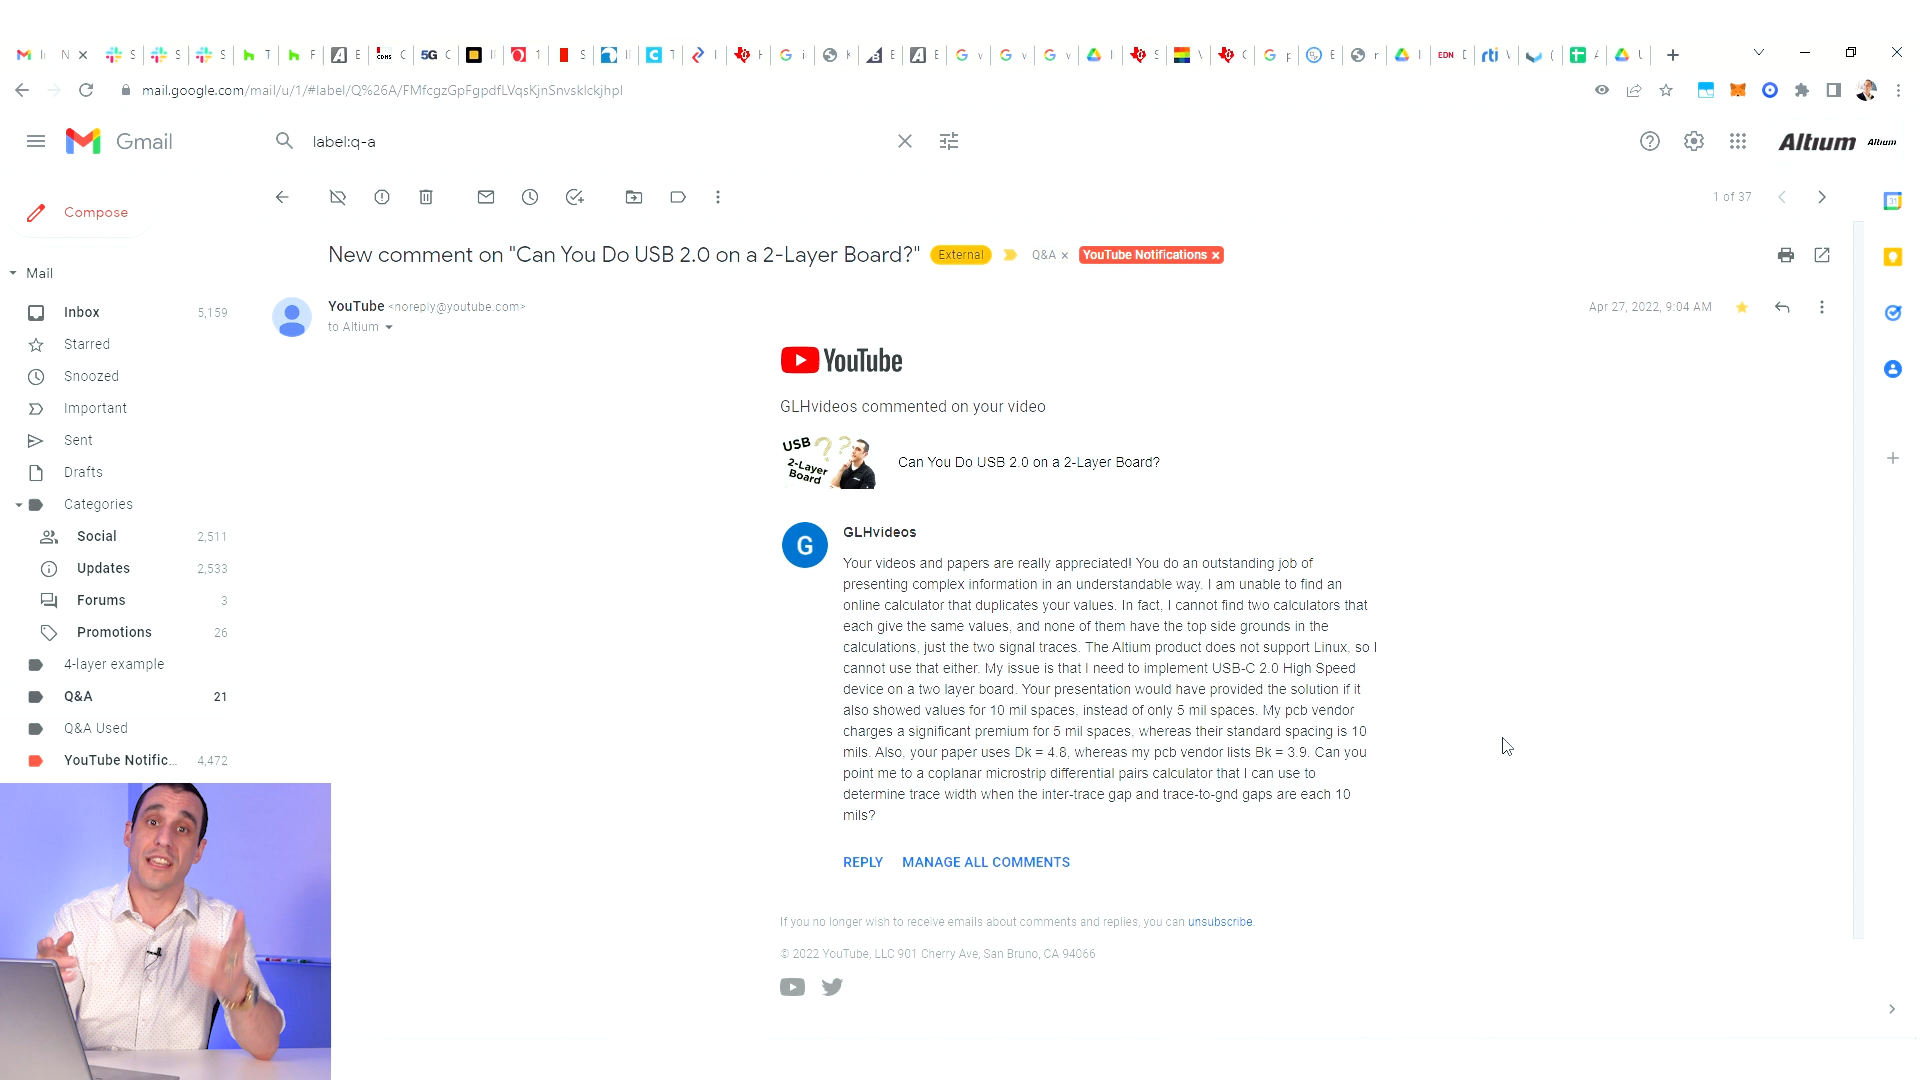 mail.google.com/mail/u/1/#label/Q%26A/FMfcgzGpFgpdfLVqsKjnSnvsklckjhpl
Gmail
label:q-a
Altium
Altium
Compose
1 of 37
New comment on "Can You Do USB 2.0 on a 2-Layer Board?"
External
Q&A ×
YouTube Notifications ×
Mail
YouTube <noreply@youtube.com>
Apr 27, 2022, 9:04 AM
to Altium
Inbox 5,159
Starred
Snoozed
Important
Sent
Drafts
Categories
Social 2,511
Updates 2,533
Forums 3
Promotions 26
4-layer example
Q&A 21
Q&A Used
YouTube Notific... 4,472
YouTube
GLHvideos commented on your video
USB
2-Layer
Board
??
Can You Do USB 2.0 on a 2-Layer Board?
G
GLHvideos
Your videos and papers are really appreciated! You do an outstanding job of
presenting complex information in an understandable way. I am unable to find an
online calculator that duplicates your values. In fact, I cannot find two calculators that
each give the same values, and none of them have the top side grounds in the
calculations, just the two signal traces. The Altium product does not support Linux, so I
cannot use that either. My issue is that I need to implement USB-C 2.0 High Speed
device on a two layer board. Your presentation would have provided the solution if it
also showed values for 10 mil spaces, instead of only 5 mil spaces. My pcb vendor
charges a significant premium for 5 mil spaces, whereas their standard spacing is 10
mils. Also, your paper uses Dk = 4.8, whereas my pcb vendor lists Bk = 3.9. Can you
point me to a coplanar microstrip differential pairs calculator that I can use to
determine trace width when the inter-trace gap and trace-to-gnd gaps are each 10
mils?
REPLY
MANAGE ALL COMMENTS
If you no longer wish to receive emails about comments and replies, you can unsubscribe.
© 2022 YouTube, LLC 901 Cherry Ave, San Bruno, CA 94066